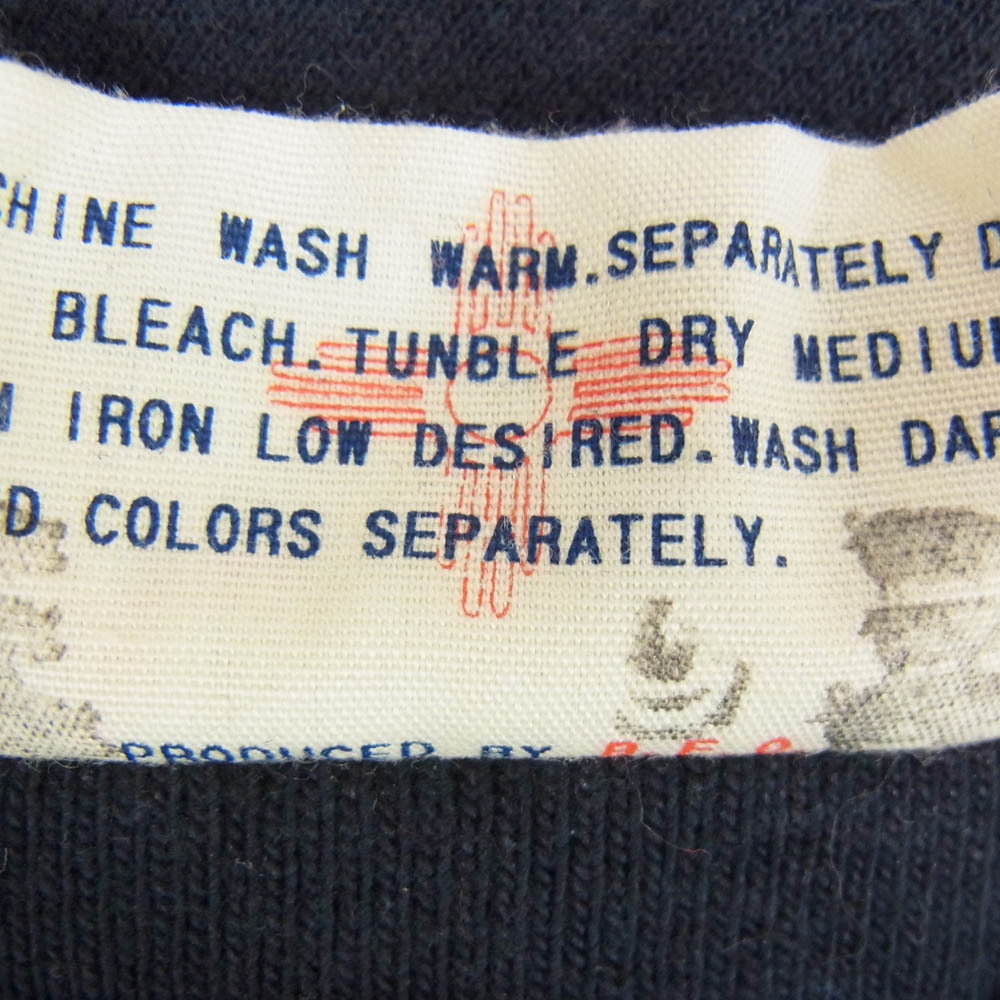 CHINE WASH WARM.SEPARATELY D
BLEACH.TUNBLE DRY MEDIU
M IRON LOW DESIRED.WASH DAR
D COLORS SEPARATELY.
PRODUCED BY